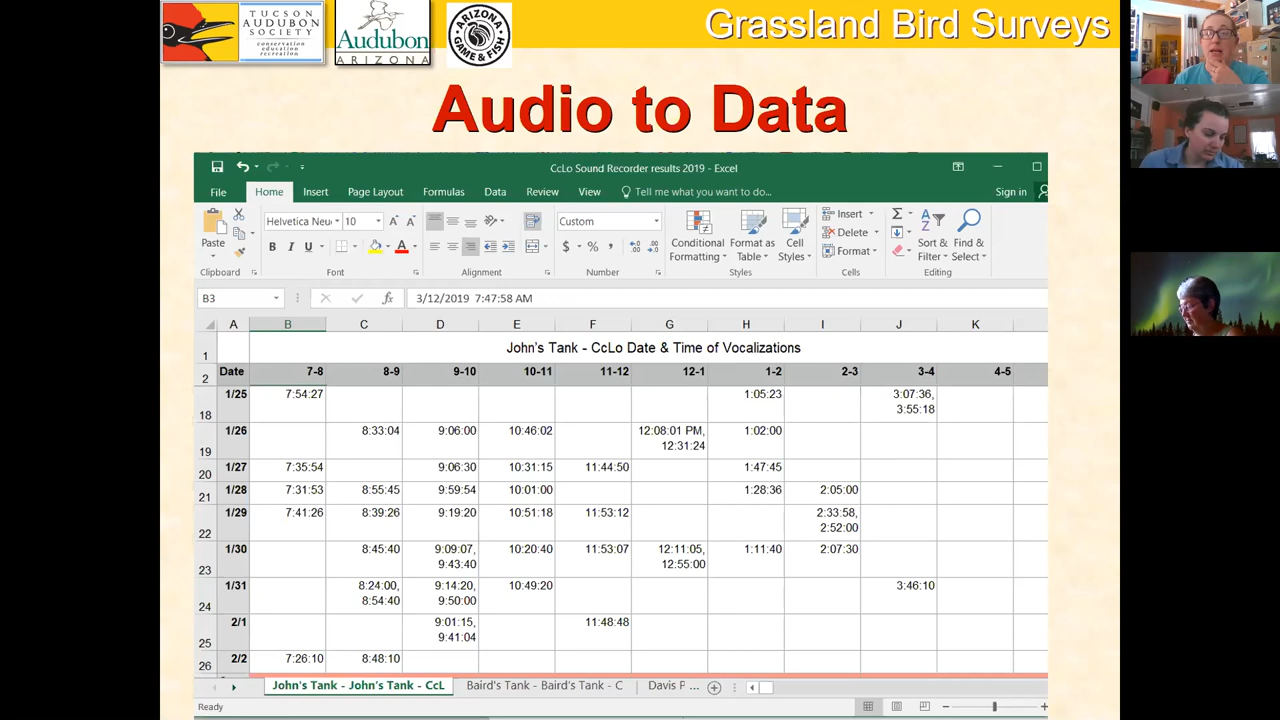 TUCSON
AUDUBON
SOCIETY
conservation
education
recreation
Audubon
ARIZONA
ARIZONA
GAME & FISH
Grassland Bird Surveys
Audio to Data
CcLo Sound Recorder results 2019 - Excel
File Home Insert Page Layout Formulas Data Review View Tell me what you want to do... Sign in
Paste
Helvetica Neu 10
B I U
Custom
$ % ,
Conditional Formatting
Format as Table
Cell Styles
Insert
Delete
Format
Sort & Filter
Find & Select
Clipboard Font Alignment Number Styles Cells Editing
B3 fx 3/12/2019 7:47:58 AM
A B C D E F G H I J K
1 John's Tank - CcLo Date & Time of Vocalizations
2 Date 7-8 8-9 9-10 10-11 11-12 12-1 1-2 2-3 3-4 4-5
18 1/25 7:54:27 1:05:23 3:07:36, 3:55:18
19 1/26 8:33:04 9:06:00 10:46:02 12:08:01 PM, 12:31:24 1:02:00
20 1/27 7:35:54 9:06:30 10:31:15 11:44:50 1:47:45
21 1/28 7:31:53 8:55:45 9:59:54 10:01:00 1:28:36 2:05:00
22 1/29 7:41:26 8:39:26 9:19:20 10:51:18 11:53:12 2:33:58, 2:52:00
23 1/30 8:45:40 9:09:07, 9:43:40 10:20:40 11:53:07 12:11:05, 12:55:00 1:11:40 2:07:30
24 1/31 8:24:00, 8:54:40 9:14:20, 9:50:00 10:49:20 3:46:10
25 2/1 9:01:15, 9:41:04 11:48:48
26 2/2 7:26:10 8:48:10
John's Tank - John's Tank - CcL Baird's Tank - Baird's Tank - C Davis P ...
Ready